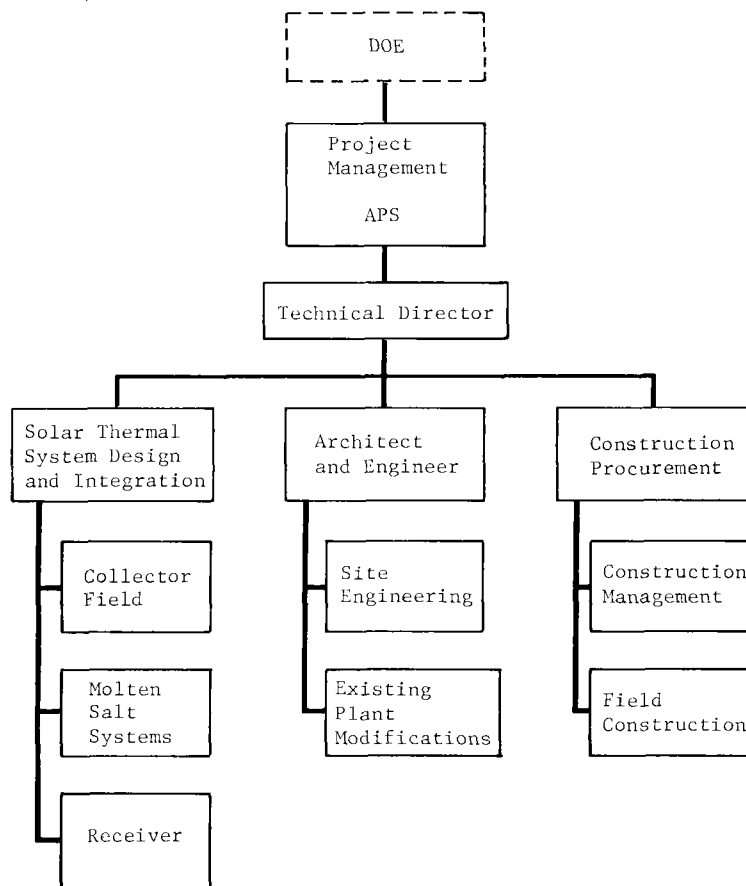 DOE
Project
Management
APS
Technical Director
Solar Thermal
System Design
and Integration
Architect
and Engineer
Construction
Procurement
Collector
Field
Site
Engineering
Construction
Management
Molten
Salt
Systems
Existing
Plant
Modifications
Field
Construction
Receiver